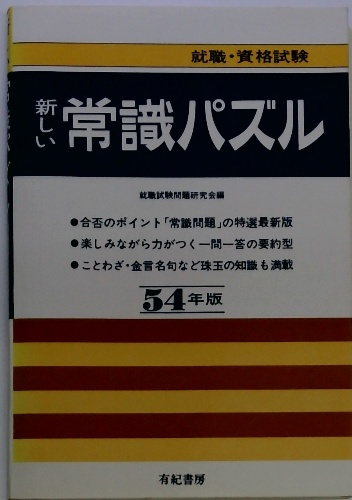 就職・資格試験
新しい 常識パズル
就職試験問題研究会編
●合否のポイント「常識問題」の特選最新版
●楽しみながら力がつく一問一答の要約型
●ことわざ・金言名句など珠玉の知識も満載
54年版
有紀書房